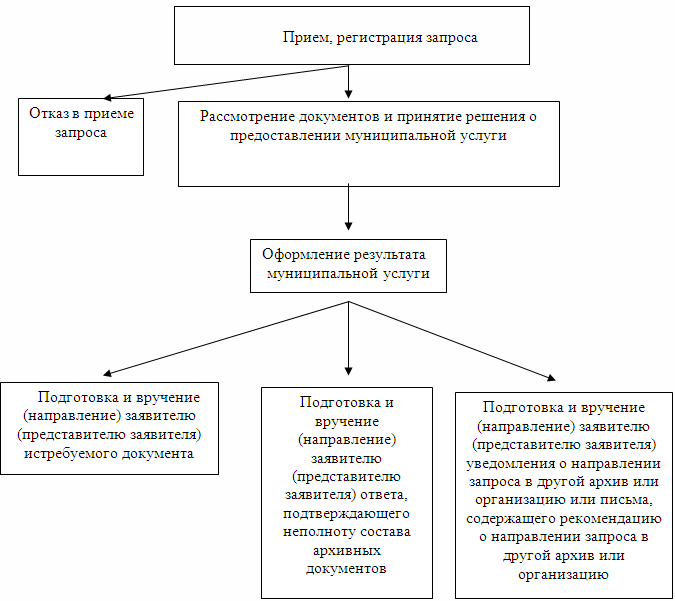 Прием, регистрация запроса
Отказ в приеме
запроса
Рассмотрение документов и принятие решения о
предоставлении муниципальной услуги
Оформление результата
муниципальной услуги
Подготовка и вручение
(направление) заявителю
(представителю заявителя)
истребуемого документа
Подготовка и
вручение
(направление)
заявителю
(представителю
заявителя) ответа,
подтверждающего
неполноту состава
архивных
документов
Подготовка и вручение
(направление) заявителю
(представителю заявителя)
уведомления о направлении
запроса в другой архив или
организацию или письма,
содержащего рекомендацию
о направлении запроса в
другой архив или
организацию